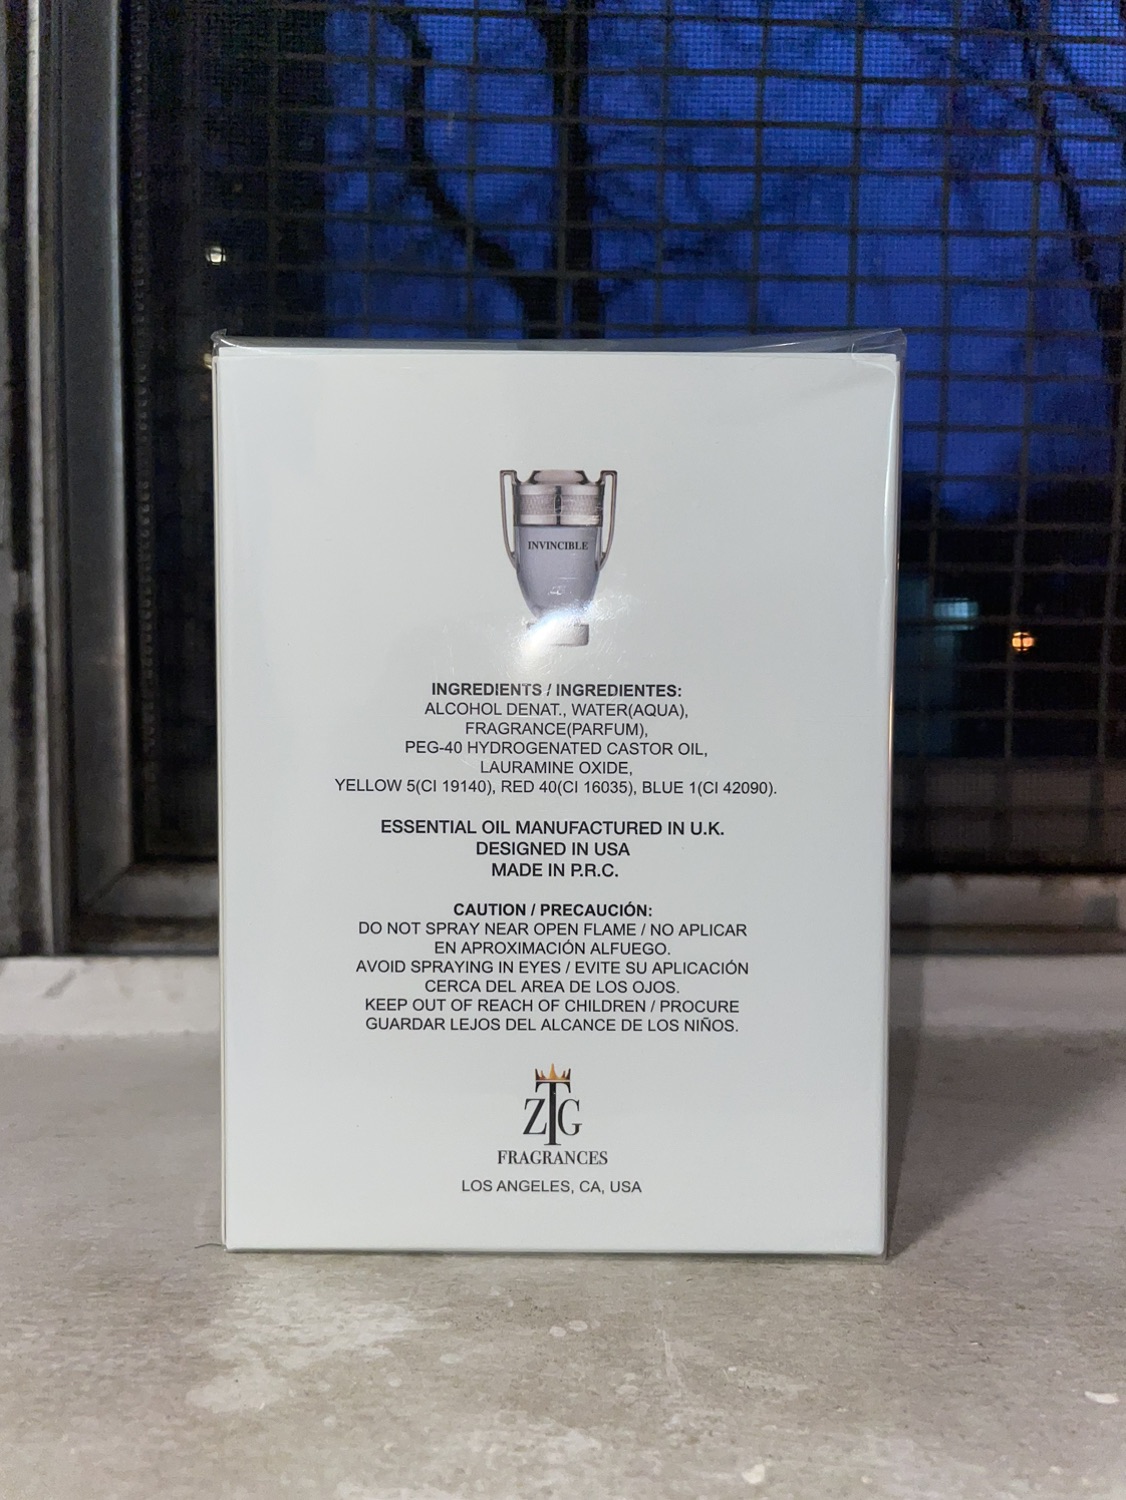 INVINCIBLE
INGREDIENTS / INGREDIENTES:
ALCOHOL DENAT., WATER(AQUA),
FRAGRANCE(PARFUM),
PEG-40 HYDROGENATED CASTOR OIL,
LAURAMINE OXIDE,
YELLOW 5(CI 19140), RED 40(CI 16035), BLUE 1(CI 42090).
ESSENTIAL OIL MANUFACTURED IN U.K.
DESIGNED IN USA
MADE IN P.R.C.
CAUTION / PRECAUCIÓN:
DO NOT SPRAY NEAR OPEN FLAME / NO APLICAR
EN APROXIMACIÓN ALFUEGO.
AVOID SPRAYING IN EYES / EVITE SU APLICACIÓN
CERCA DEL AREA DE LOS OJOS.
KEEP OUT OF REACH OF CHILDREN / PROCURE
GUARDAR LEJOS DEL ALCANCE DE LOS NIÑOS.
ZTG
FRAGRANCES
LOS ANGELES, CA, USA